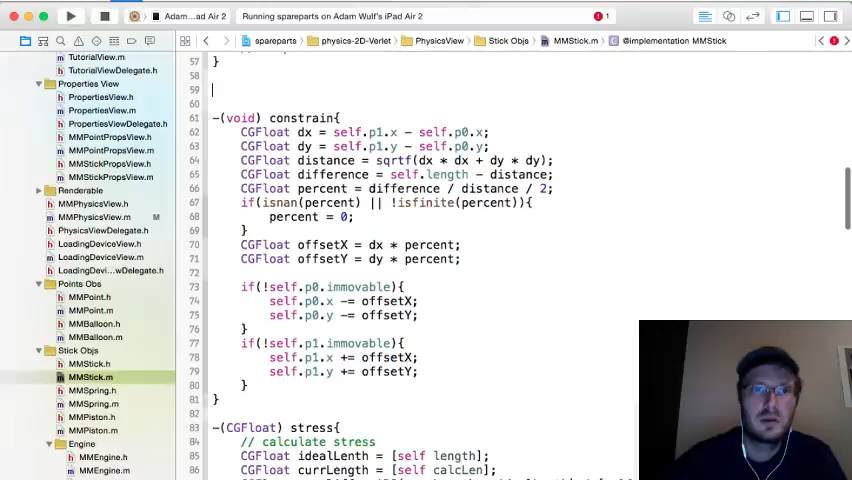 Adam...ad Air 2
Running spareparts on Adam Wulf's iPad Air 2
1
spareparts
physics-2D-Verlet
PhysicsView
Stick Objs
MMStick.m
@implementation MMStick
TutorialView.m
TutorialViewDelegate.h
Properties View
PropertiesView.h
PropertiesView.m
PropertiesViewDelegate.h
MMPointPropsView.h
MMPointPropsView.m
MMStickPropsView.h
MMStickPropsView.m
Renderable
MMPhysicsView.h
MMPhysicsView.m M
PhysicsViewDelegate.h
LoadingDeviceView.h
LoadingDeviceView.m
LoadingDevi...wDelegate.h
Points Obs
MMPoint.h
MMPoint.m
MMBalloon.h
MMBalloon.m
Stick Objs
MMStick.h
MMStick.m
MMSpring.h
MMSpring.m
MMPiston.h
MMPiston.m
Engine
MMEngine.h
MMEngine.m
57 }
58
59
60
61 -(void) constrain{
62 CGFloat dx = self.p1.x - self.p0.x;
63 CGFloat dy = self.p1.y - self.p0.y;
64 CGFloat distance = sqrtf(dx * dx + dy * dy);
65 CGFloat difference = self.length - distance;
66 CGFloat percent = difference / distance / 2;
67 if(isnan(percent) || !isfinite(percent)){
68 percent = 0;
69 }
70 CGFloat offsetX = dx * percent;
71 CGFloat offsetY = dy * percent;
72
73 if(!self.p0.immovable){
74 self.p0.x -= offsetX;
75 self.p0.y -= offsetY;
76 }
77 if(!self.p1.immovable){
78 self.p1.x += offsetX;
79 self.p1.y += offsetY;
80 }
81 }
82
83 -(CGFloat) stress{
84 // calculate stress
85 CGFloat idealLenth = [self length];
86 CGFloat currLength = [self calcLen];